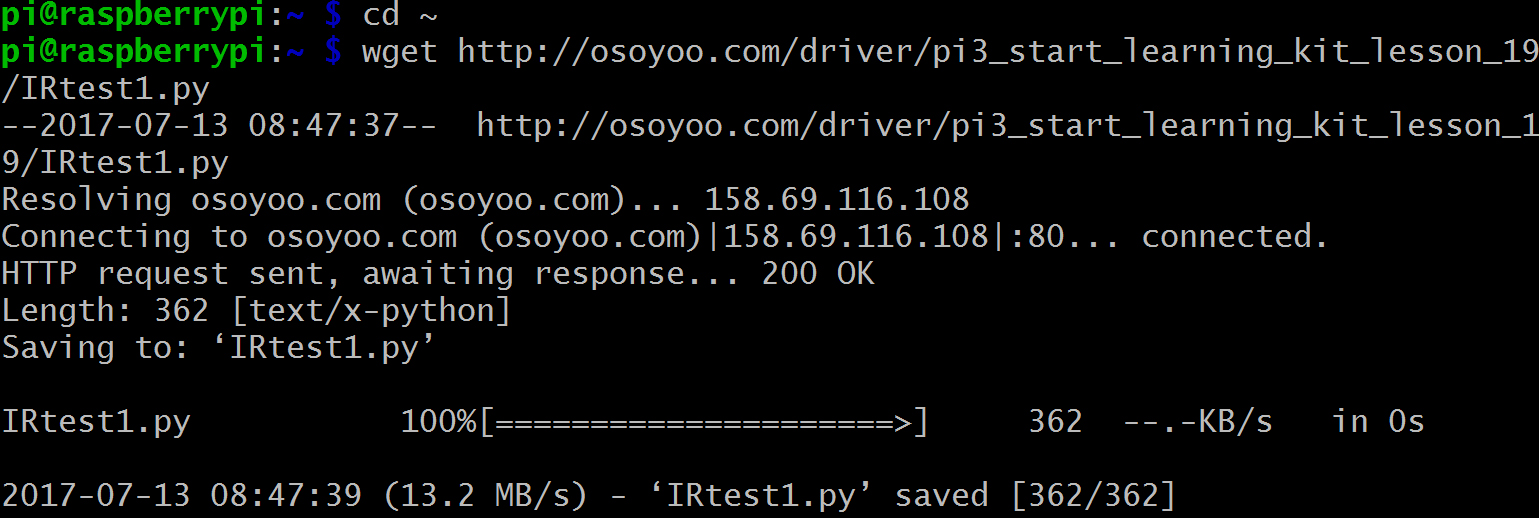 pi@raspberrypi:~ $ cd ~
pi@raspberrypi:~ $ wget http://osoyoo.com/driver/pi3_start_learning_kit_lesson_19
/IRtest1.py
--2017-07-13 08:47:37--  http://osoyoo.com/driver/pi3_start_learning_kit_lesson_1
9/IRtest1.py
Resolving osoyoo.com (osoyoo.com)... 158.69.116.108
Connecting to osoyoo.com (osoyoo.com)|158.69.116.108|:80... connected.
HTTP request sent, awaiting response... 200 OK
Length: 362 [text/x-python]
Saving to: ‘IRtest1.py’
IRtest1.py           100%[=====================>]     362  --.-KB/s   in 0s
2017-07-13 08:47:39 (13.2 MB/s) - ‘IRtest1.py’ saved [362/362]